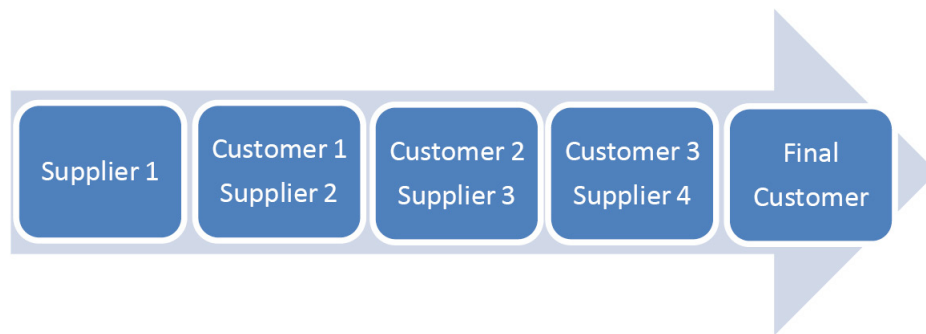 Supplier 1
Customer 1
Supplier 2
Customer 2
Supplier 3
Customer 3
Supplier 4
Final
Customer